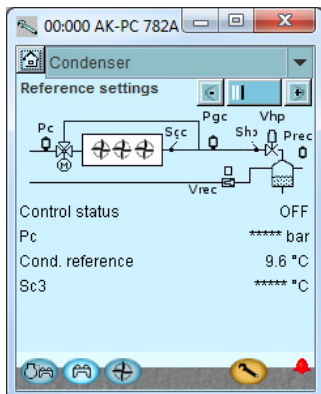 00:000 AK-PC 782A
Condenser
Reference settings
Pc Scc Pgc Shp Vhp Prec
M
Vrec
Control status OFF
Pc ***** bar
Cond. reference 9.6 °C
Sc3 ***** °C